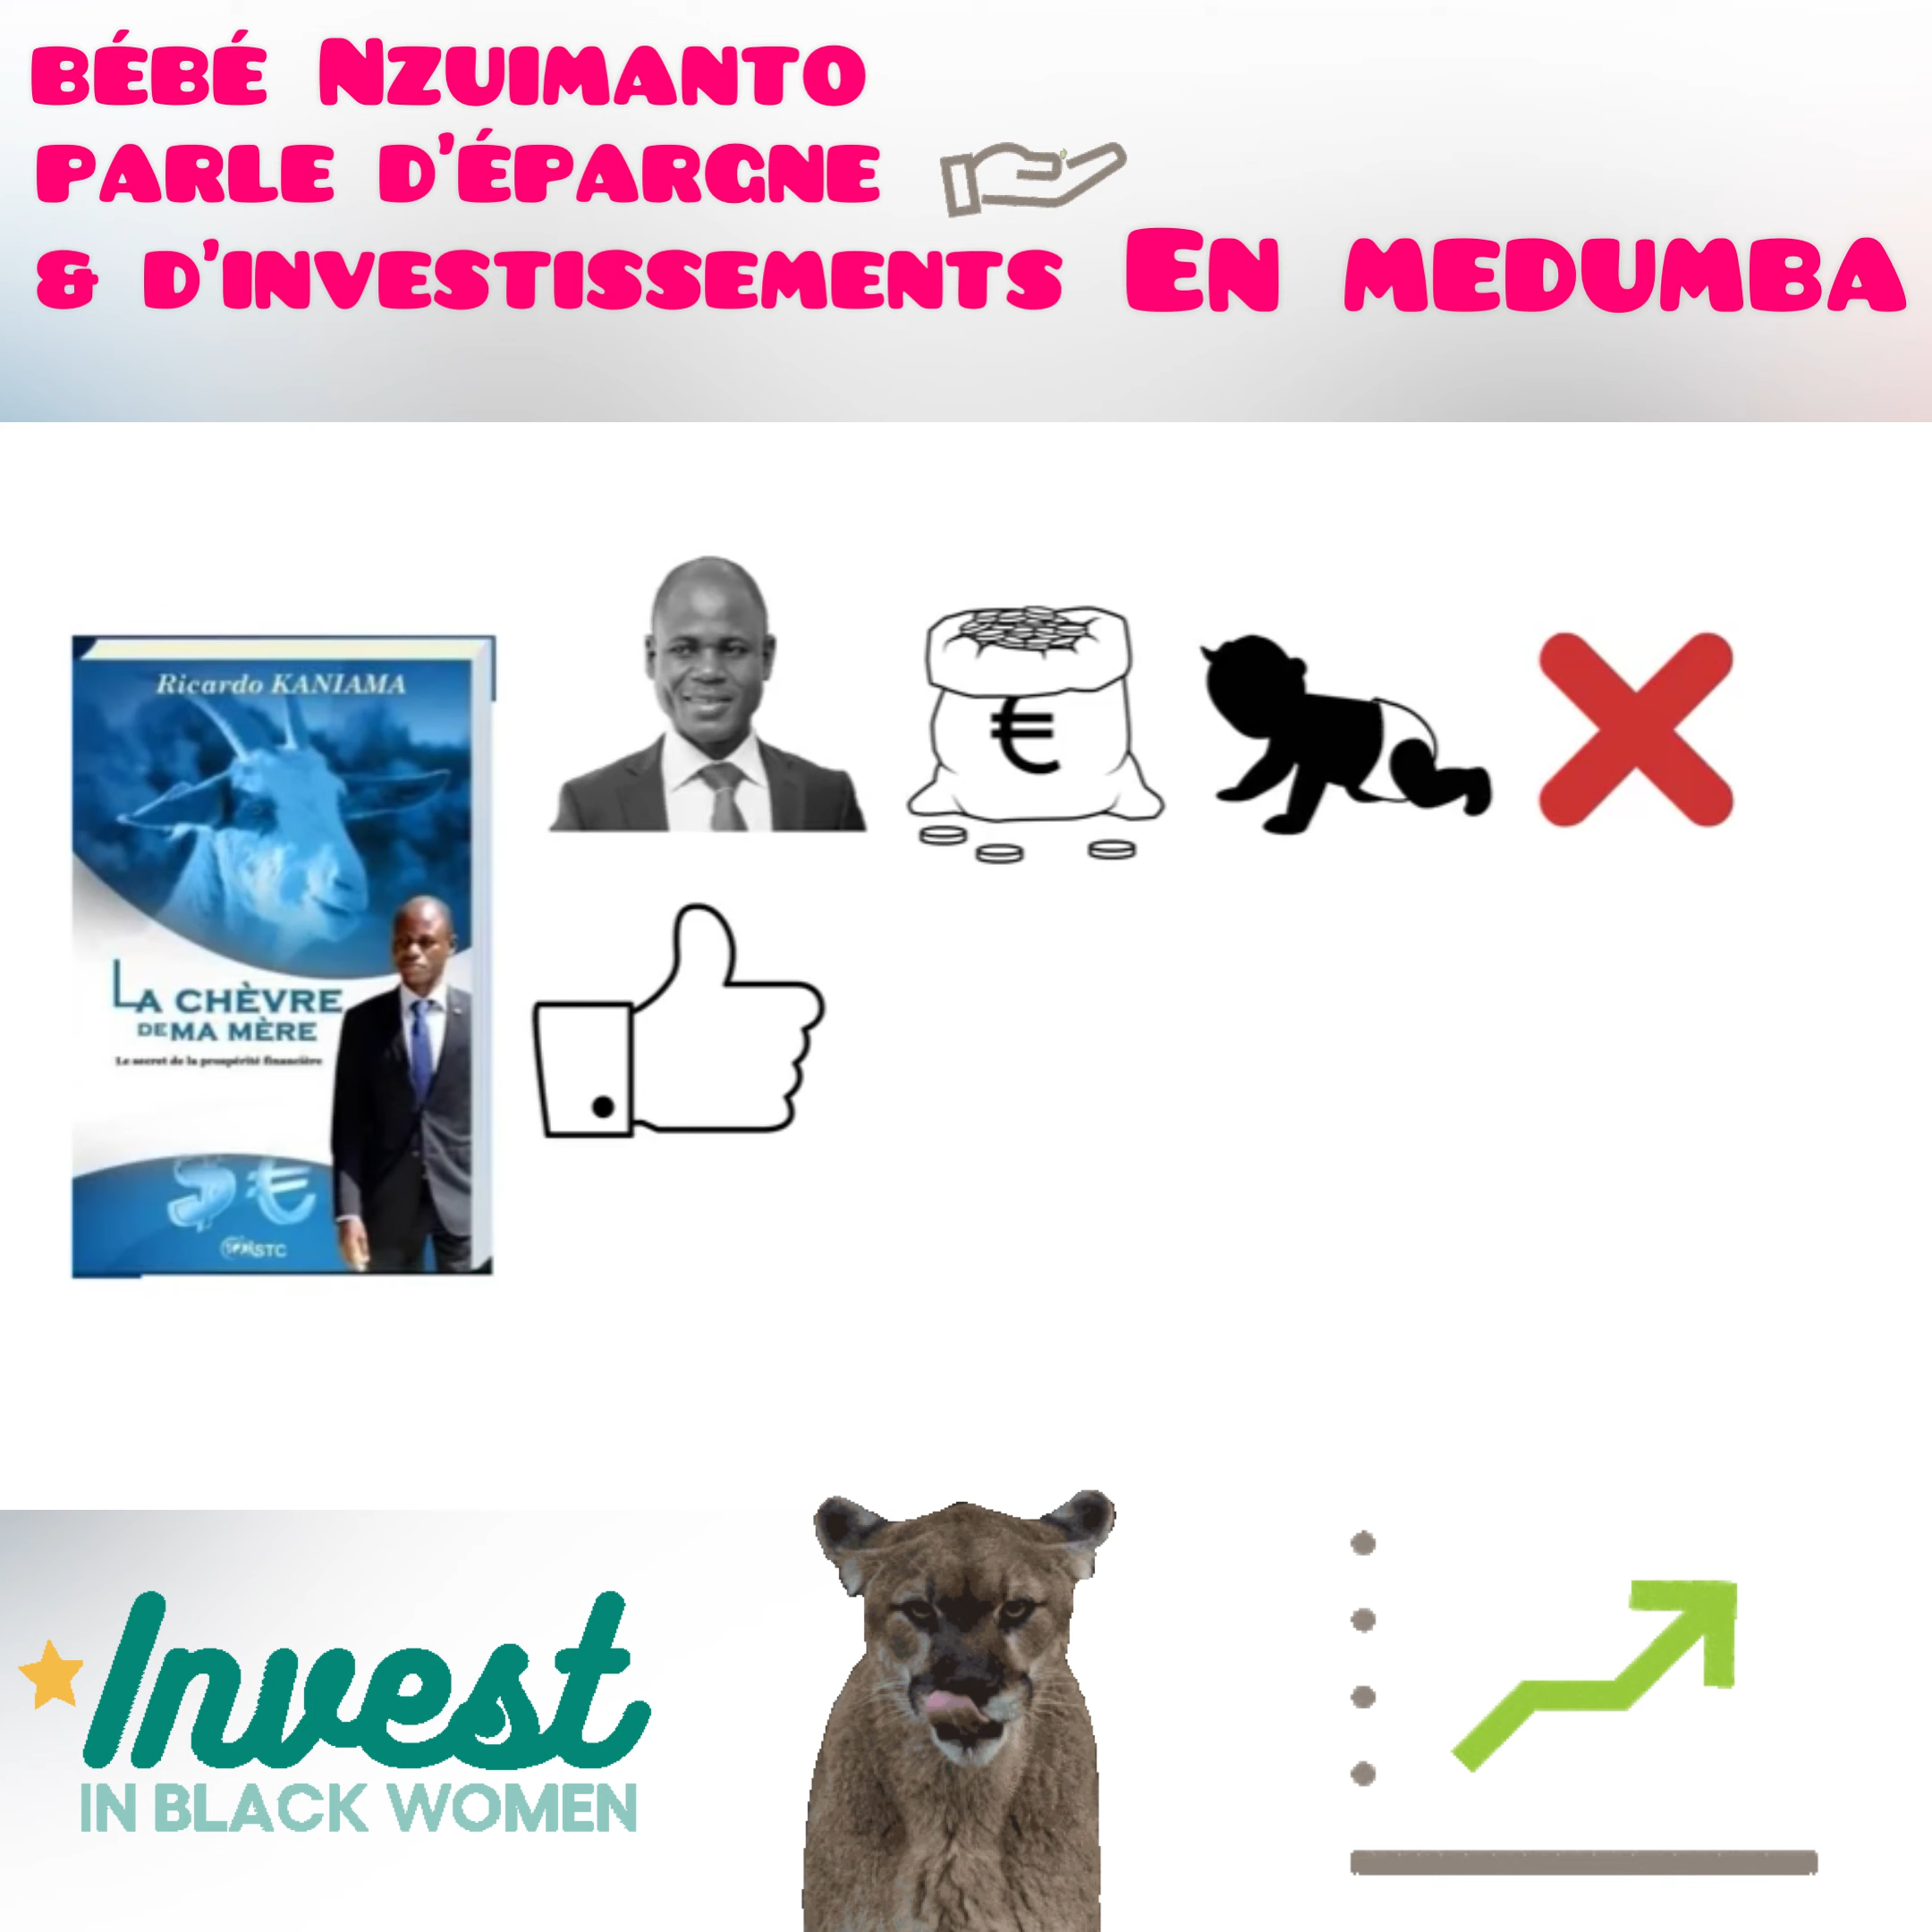 BÉBÉ NZUIMANTO
PARLE D'ÉPARGNE
& D'INVESTISSEMENTS EN MEDUMBA
Ricardo KANIAMA
LA CHÈVRE
DE MA MÈRE
Le secret de la prospérité financière
$ €
€
Invest
IN BLACK WOMEN